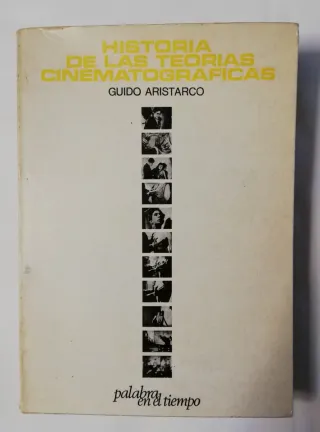 HISTORIA
DE LAS TEORIAS
CINEMATOGRAFICAS
GUIDO ARISTARCO
palabra
en el tiempo